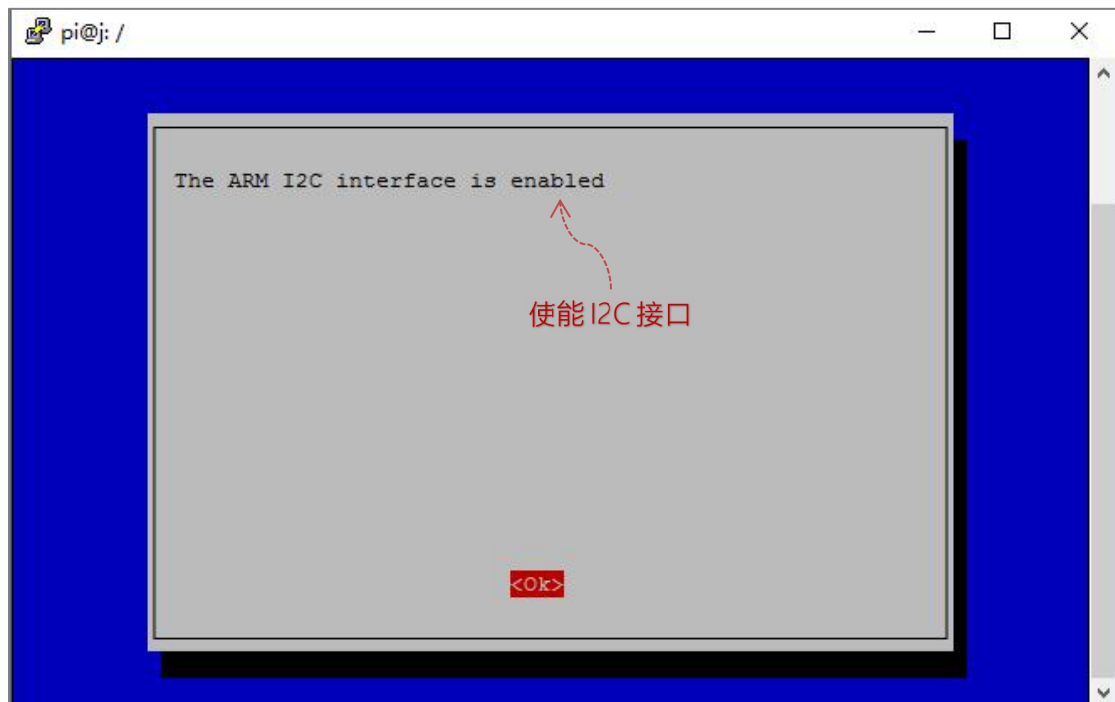 pi@j: /
The ARM I2C interface is enabled
使能 I2C 接口
<Ok>